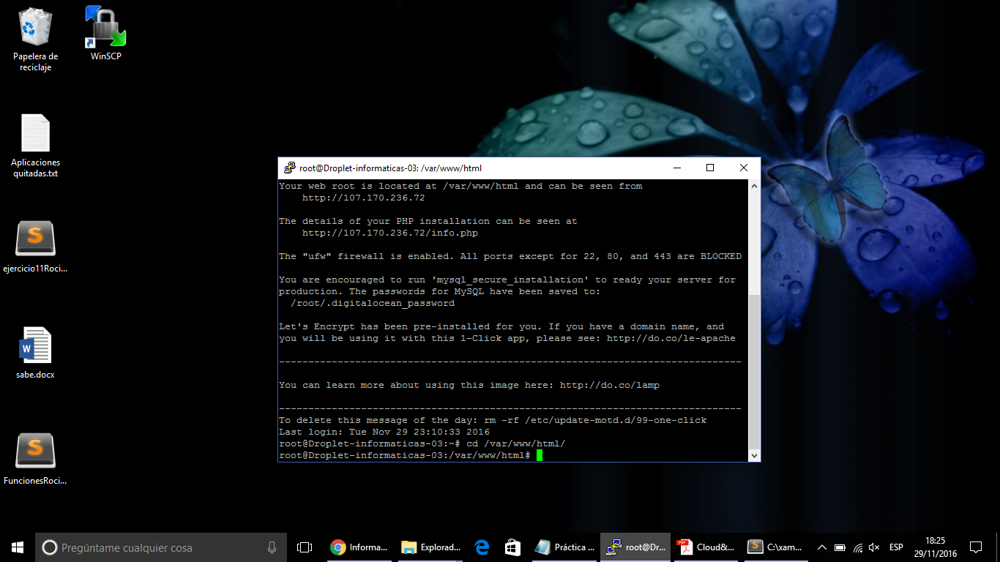 Papelera de
reciclaje
WinSCP
Aplicaciones
quitadas.txt
ejercicio11Roci...
sabe.docx
FuncionesRoci...
root@Droplet-informaticas-03: /var/www/html
Your web root is located at /var/www/html and can be seen from
    http://107.170.236.72
The details of your PHP installation can be seen at
    http://107.170.236.72/info.php
The "ufw" firewall is enabled. All ports except for 22, 80, and 443 are BLOCKED
You are encouraged to run 'mysql_secure_installation' to ready your server for
production. The passwords for MySQL have been saved to:
  /root/.digitalocean_password
Let's Encrypt has been pre-installed for you. If you have a domain name, and
you will be using it with this 1-Click app, please see: http://do.co/le-apache
-------------------------------------------------------------------------------
You can learn more about using this image here: http://do.co/lamp
-------------------------------------------------------------------------------
To delete this message of the day: rm -rf /etc/update-motd.d/99-one-click
Last login: Tue Nov 29 23:10:33 2016
root@Droplet-informaticas-03:~# cd /var/www/html/
root@Droplet-informaticas-03:/var/www/html#
Pregúntame cualquier cosa
Informa...
Explorad...
Práctica ...
root@Dr...
Cloud&...
C:\xam...
ESP
18:25
29/11/2016